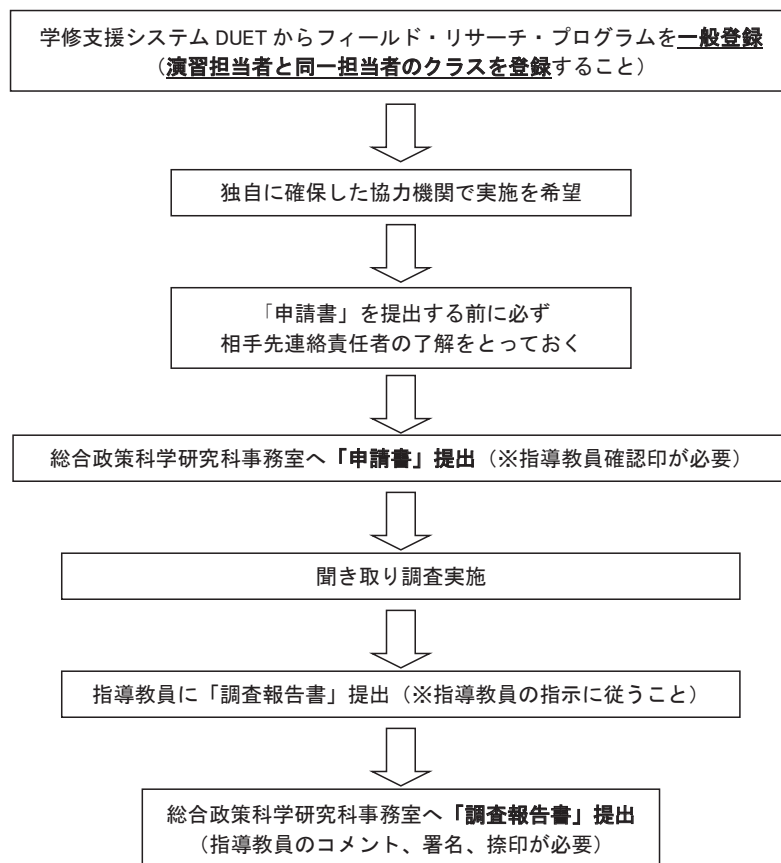 学修支援システム DUET からフィールド・リサーチ・プログラムを一般登録
（演習担当者と同一担当者のクラスを登録すること）
独自に確保した協力機関で実施を希望
「申請書」を提出する前に必ず
相手先連絡責任者の了解をとっておく
総合政策科学研究科事務室へ「申請書」提出（※指導教員確認印が必要）
聞き取り調査実施
指導教員に「調査報告書」提出（※指導教員の指示に従うこと）
総合政策科学研究科事務室へ「調査報告書」提出
（指導教員のコメント、署名、捺印が必要）